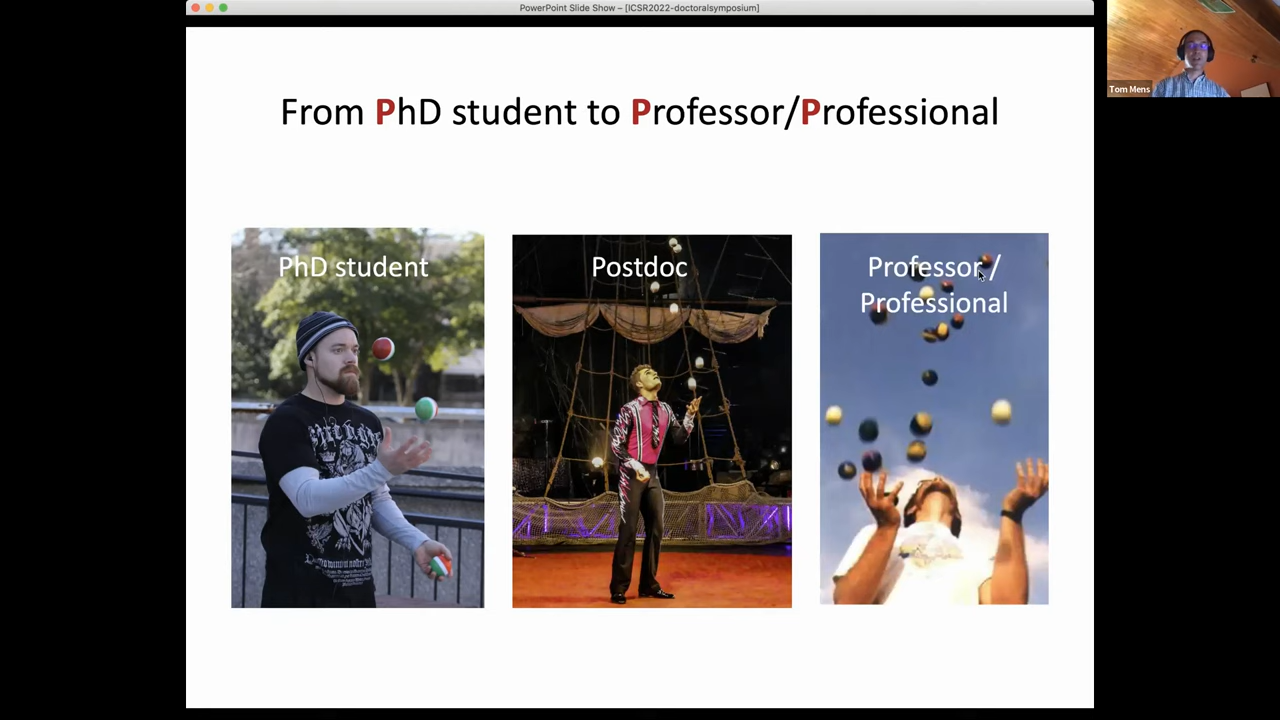 PowerPoint Slide Show – [ICSR2022-doctoralsymposium]
Tom Mens
From PhD student to Professor/Professional
PhD student
Postdoc
Professor /
Professional